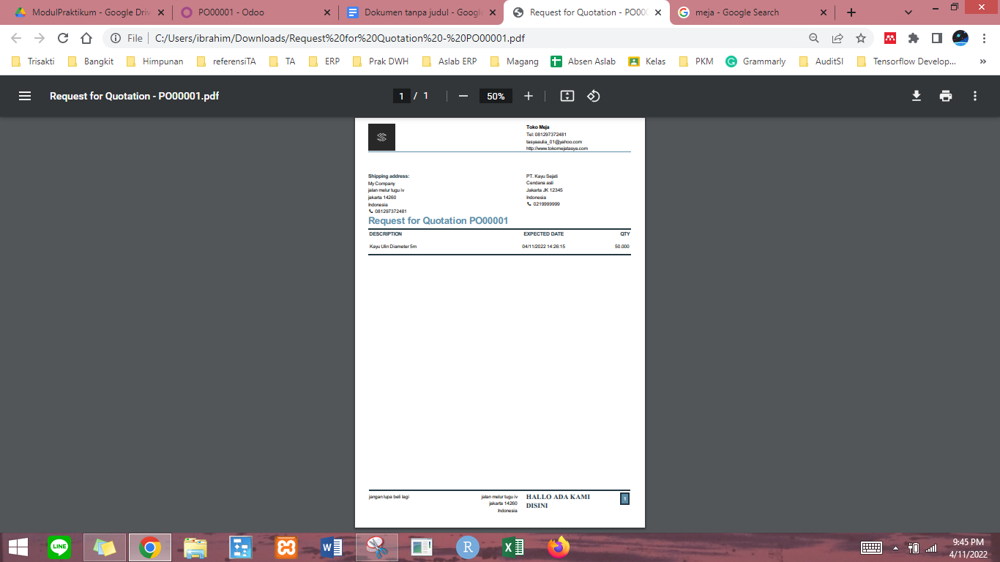 ModulPraktikum - Google Driv
PO00001 - Odoo
Dokumen tanpa judul - Google
Request for Quotation - PO000
meja - Google Search
File
C:/Users/ibrahim/Downloads/Request%20for%20Quotation%20-%20PO00001.pdf
Trisakti
Bangkit
Himpunan
referensiTA
TA
ERP
Prak DWH
Aslab ERP
Magang
Absen Aslab
Kelas
PKM
Grammarly
AuditSI
Tensorflow Develop...
»
Request for Quotation - PO00001.pdf
1 / 1
50%
Toko Meja
Tel: 081297372481
tasyaaulia_01@yahoo.com
http://www.tokomejatasya.com
Shipping address:
My Company
jalan melur tugu iv
jakarta 14260
Indonesia
081297372481
PT. Kayu Sejati
Cendana asli
Jakarta JK 12345
Indonesia
0219999999
Request for Quotation PO00001
DESCRIPTION EXPECTED DATE QTY
Kayu Ulin Diameter 5m 04/11/2022 14:26:15 50.000
jangan lupa beli lagi
jalan melur tugu iv
jakarta 14260
Indonesia
HALLO ADA KAMI
DISINI
1
LINE
W
R
X
9:45 PM
4/11/2022